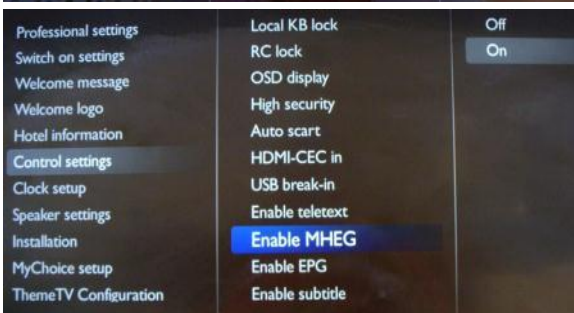 Professional settings
Switch on settings
Welcome message
Welcome logo
Hotel information
Control settings
Clock setup
Speaker settings
Installation
MyChoice setup
ThemeTV Configuration
Local KB lock
RC lock
OSD display
High security
Auto scart
HDMI-CEC in
USB break-in
Enable teletext
Enable MHEG
Enable EPG
Enable subtitle
Off
On